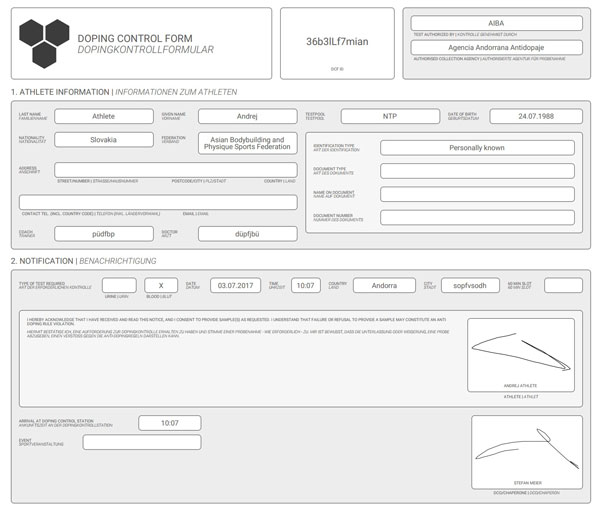 DOPING CONTROL FORM
DOPINGKONTROLLFORMULAR
36b3lLf7mian
(DCF ID)
AIBA
TEST AUTHORIZED BY | KONTROLLE GENEHMIGT DURCH
Agencia Andorrana Antidopaje
AUTHORISED COLLECTION AGENCY | AUTHORISIERTE AGENTUR FÜR PROBENAHME
1. ATHLETE INFORMATION | INFORMATIONEN ZUM ATHLETEN
LAST NAME
FAMILIENNAME
Athlete
GIVEN NAME
VORNAME
Andrej
TESTPOOL
TESTPOOL
NTP
DATE OF BIRTH
GEBURTSDATUM
24.07.1988
NATIONALITY
NATIONALITÄT
Slovakia
FEDERATION
VERBAND
Asian Bodybuilding and
Physique Sports Federation
IDENTIFICATION TYPE
ART DER IDENTIFIKATION
Personally known
ADDRESS
ANSCHRIFT
STREET/NUMBER | STRASSE/HAUSNUMMER POSTCODE/CITY | PLZ/STADT COUNTRY | LAND
DOCUMENT TYPE
ART DES DOKUMENTES
NAME ON DOCUMENT
NAME AUF DOKUMENT
CONTACT TEL. (INCL. COUNTRY CODE) | TELEFON (INKL. LÄNDERVORWAHL) EMAIL | EMAIL
DOCUMENT NUMBER
NUMMER DES DOKUMENTES
COACH
TRAINER
püdfbp
DOCTOR
ARZT
düpfjbü
2. NOTIFICATION | BENACHRICHTIGUNG
TYPE OF TEST REQUIRED
ART DER ERFORDERLICHEN KONTROLLE
URINE | URIN
X
BLOOD | BLUT
DATE
DATUM
03.07.2017
TIME
UHRZEIT
10:07
COUNTRY
LAND
Andorra
CITY
STADT
sopfvsodh
60 MIN SLOT
60 MIN SLOT
I HEREBY ACKNOWLEDGE THAT I HAVE RECEIVED AND READ THIS NOTICE, AND I CONSENT TO PROVIDE SAMPLE(S) AS REQUESTED. I UNDERSTAND THAT FAILURE OR REFUSAL TO PROVIDE A SAMPLE MAY CONSTITUTE AN ANTI
DOPING RULE VIOLATION.
HIERMIT BESTÄTIGE ICH, EINE AUFFORDERUNG ZUR DOPINGKONTROLLE ERHALTEN ZU HABEN UND STIMME EINER PROBENAHME - WIE ERFORDERLICH - ZU. MIR IST BEWUSST, DASS DIE UNTERLASSUNG ODER WEIGERUNG, EINE PROBE
ABZUGEBEN, EINEN VERSTOSS GEGEN DIE ANTI-DOPINGREGELN DARSTELLEN KANN.
ANDREJ ATHLETE
ATHLETE | ATHLET
ARRIVAL AT DOPING CONTROL STATION
ANKUNFTSZEIT AN DER DOPINGKONTROLLSTATION
10:07
EVENT
SPORTVERANSTALTUNG
STEFAN MEIER
DCO/CHAPERONE | DCO/CHAPERON